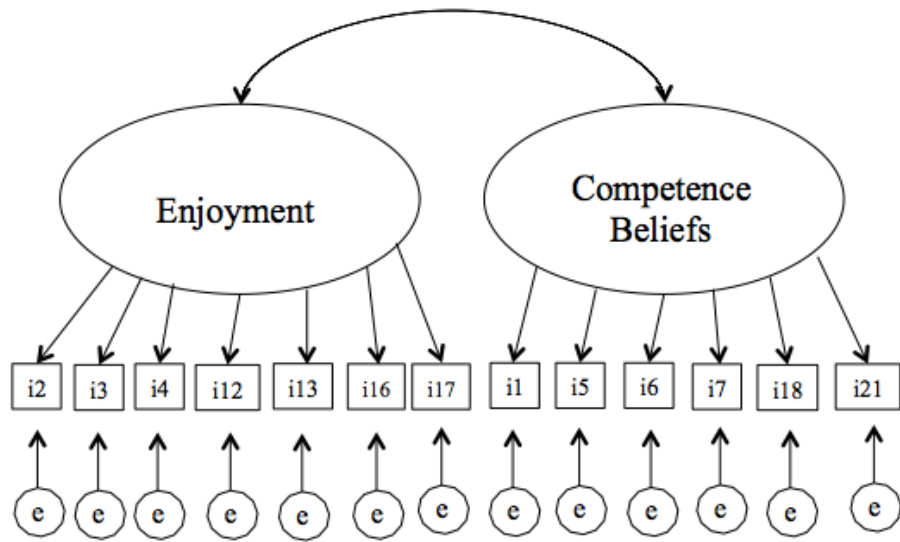 Enjoyment
Competence
Beliefs
i2 i3 i4 i12 i13 i16 i17 i1 i5 i6 i7 i18 i21
e e e e e e e e e e e e e